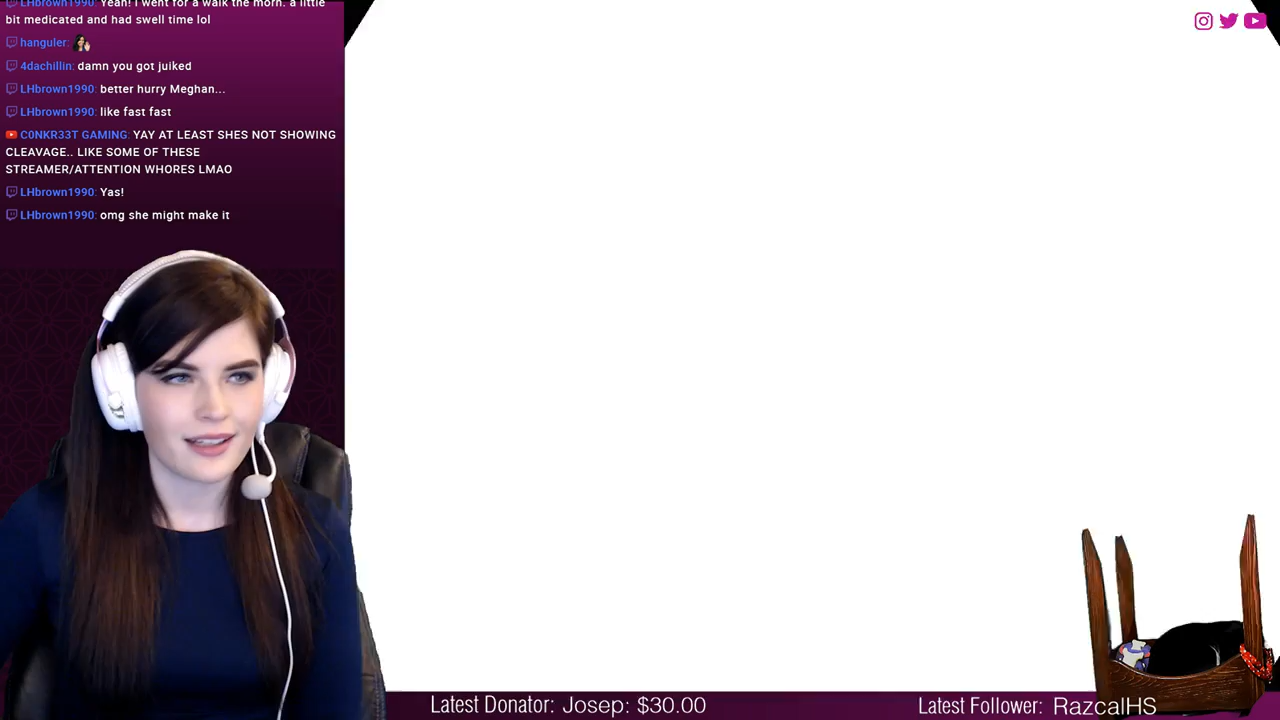 LHbrown1990: Yeah! I went for a walk the morn. a little
bit medicated and had swell time lol
hanguler:
4dachillin: damn you got juiked
LHbrown1990: better hurry Meghan...
LHbrown1990: like fast fast
C0NKR33T GAMING: YAY AT LEAST SHES NOT SHOWING
CLEAVAGE.. LIKE SOME OF THESE
STREAMER/ATTENTION WHORES LMAO
LHbrown1990: Yas!
LHbrown1990: omg she might make it
Latest Donator: Josep: $30.00
Latest Follower: RazcalHS